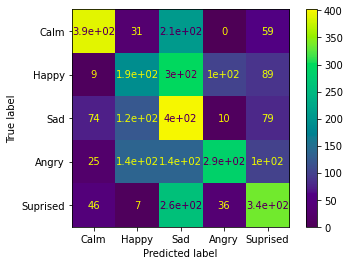 Calm 3.9e+02 31 2.1e+02 0 59
Happy 9 1.9e+02 3e+02 1e+02 89
Sad 74 1.2e+02 4e+02 10 79
Angry 25 1.4e+02 1.4e+02 2.9e+02 1e+02
Suprised 46 7 2.6e+02 36 3.4e+02
Calm Happy Sad Angry Suprised
Predicted label
True label
400
350
300
250
200
150
100
50
0